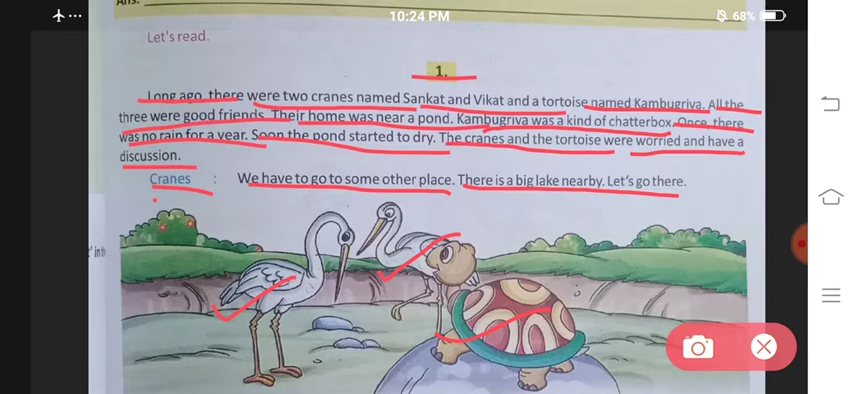 Ans.
10:24 PM
68%
Let's read.
1.
Long ago, there were two cranes named Sankat and Vikat and a tortoise named Kambugriva. All the
three were good friends. Their home was near a pond. Kambugriva was a kind of chatterbox. Once, there
was no rain for a year. Soon the pond started to dry. The cranes and the tortoise were worried and have a
discussion.
Cranes : We have to go to some other place. There is a big lake nearby. Let's go there.